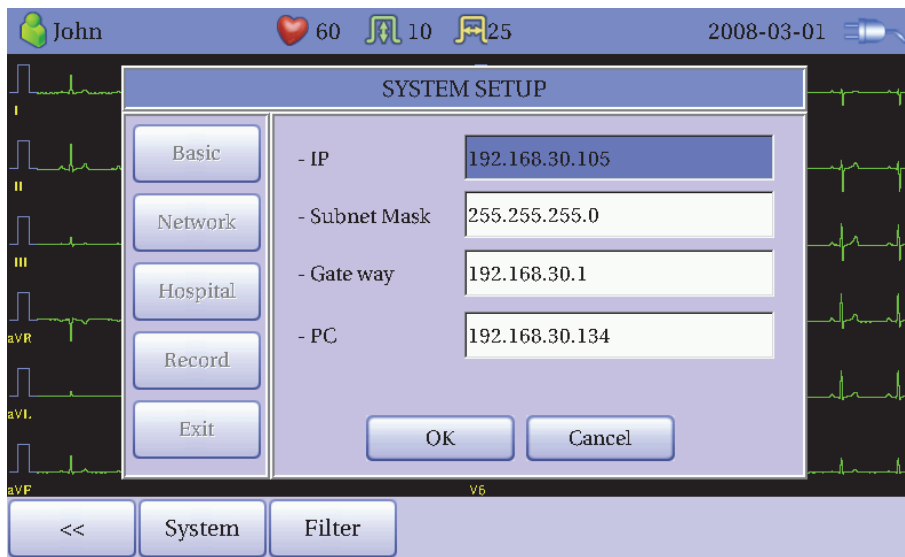 John 60 10 25 2008-03-01
SYSTEM SETUP
I
II
III
aVR
aVL
aVF
Basic
Network
Hospital
Record
Exit
- IP 192.168.30.105
- Subnet Mask 255.255.255.0
- Gate way 192.168.30.1
- PC 192.168.30.134
OK Cancel
V6
<< System Filter